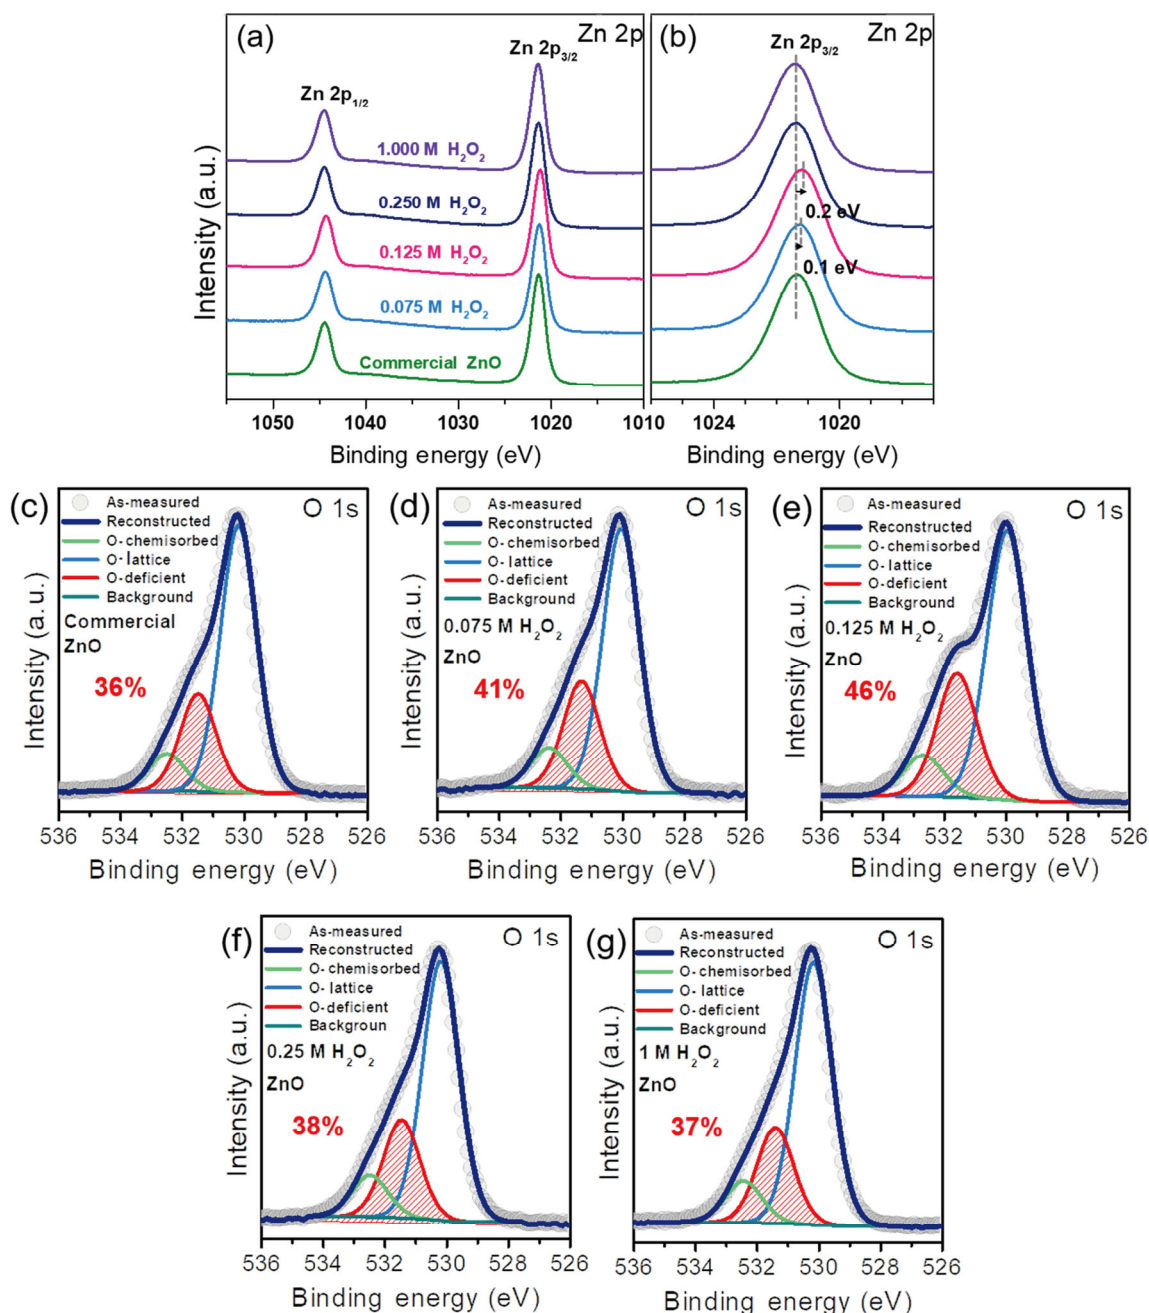 (a)
Zn 2p
Zn 2p3/2
Zn 2p1/2
1.000 M H2O2
0.250 M H2O2
0.125 M H2O2
0.075 M H2O2
Commercial ZnO
Intensity (a.u.)
1050 1040 1030 1020 1010
Binding energy (eV)
(b)
Zn 2p
Zn 2p3/2
0.2 eV
0.1 eV
1024 1020
Binding energy (eV)
(c)
O 1s
As-measured
Reconstructed
O-chemisorbed
O-lattice
O-deficient
Background
Commercial
ZnO
36%
Intensity (a.u.)
536 534 532 530 528 526
Binding energy (eV)
(d)
O 1s
As-measured
Reconstructed
O-chemisorbed
O-lattice
O-deficient
Background
0.075 M H2O2
ZnO
41%
Intensity (a.u.)
536 534 532 530 528 526
Binding energy (eV)
(e)
O 1s
As-measured
Reconstructed
O-chemisorbed
O-lattice
O-deficient
Background
0.125 M H2O2
ZnO
46%
Intensity (a.u.)
536 534 532 530 528 526
Binding energy (eV)
(f)
O 1s
As-measured
Reconstructed
O-chemisorbed
O- lattice
O-deficient
Backgroun
0.25 M H2O2
ZnO
38%
Intensity (a.u.)
536 534 532 530 528 526
Binding energy (eV)
(g)
O 1s
As-measured
Reconstructed
O-chemisorbed
O- lattice
O-deficient
Background
1 M H2O2
ZnO
37%
Intensity (a.u.)
536 534 532 530 528 526
Binding energy (eV)